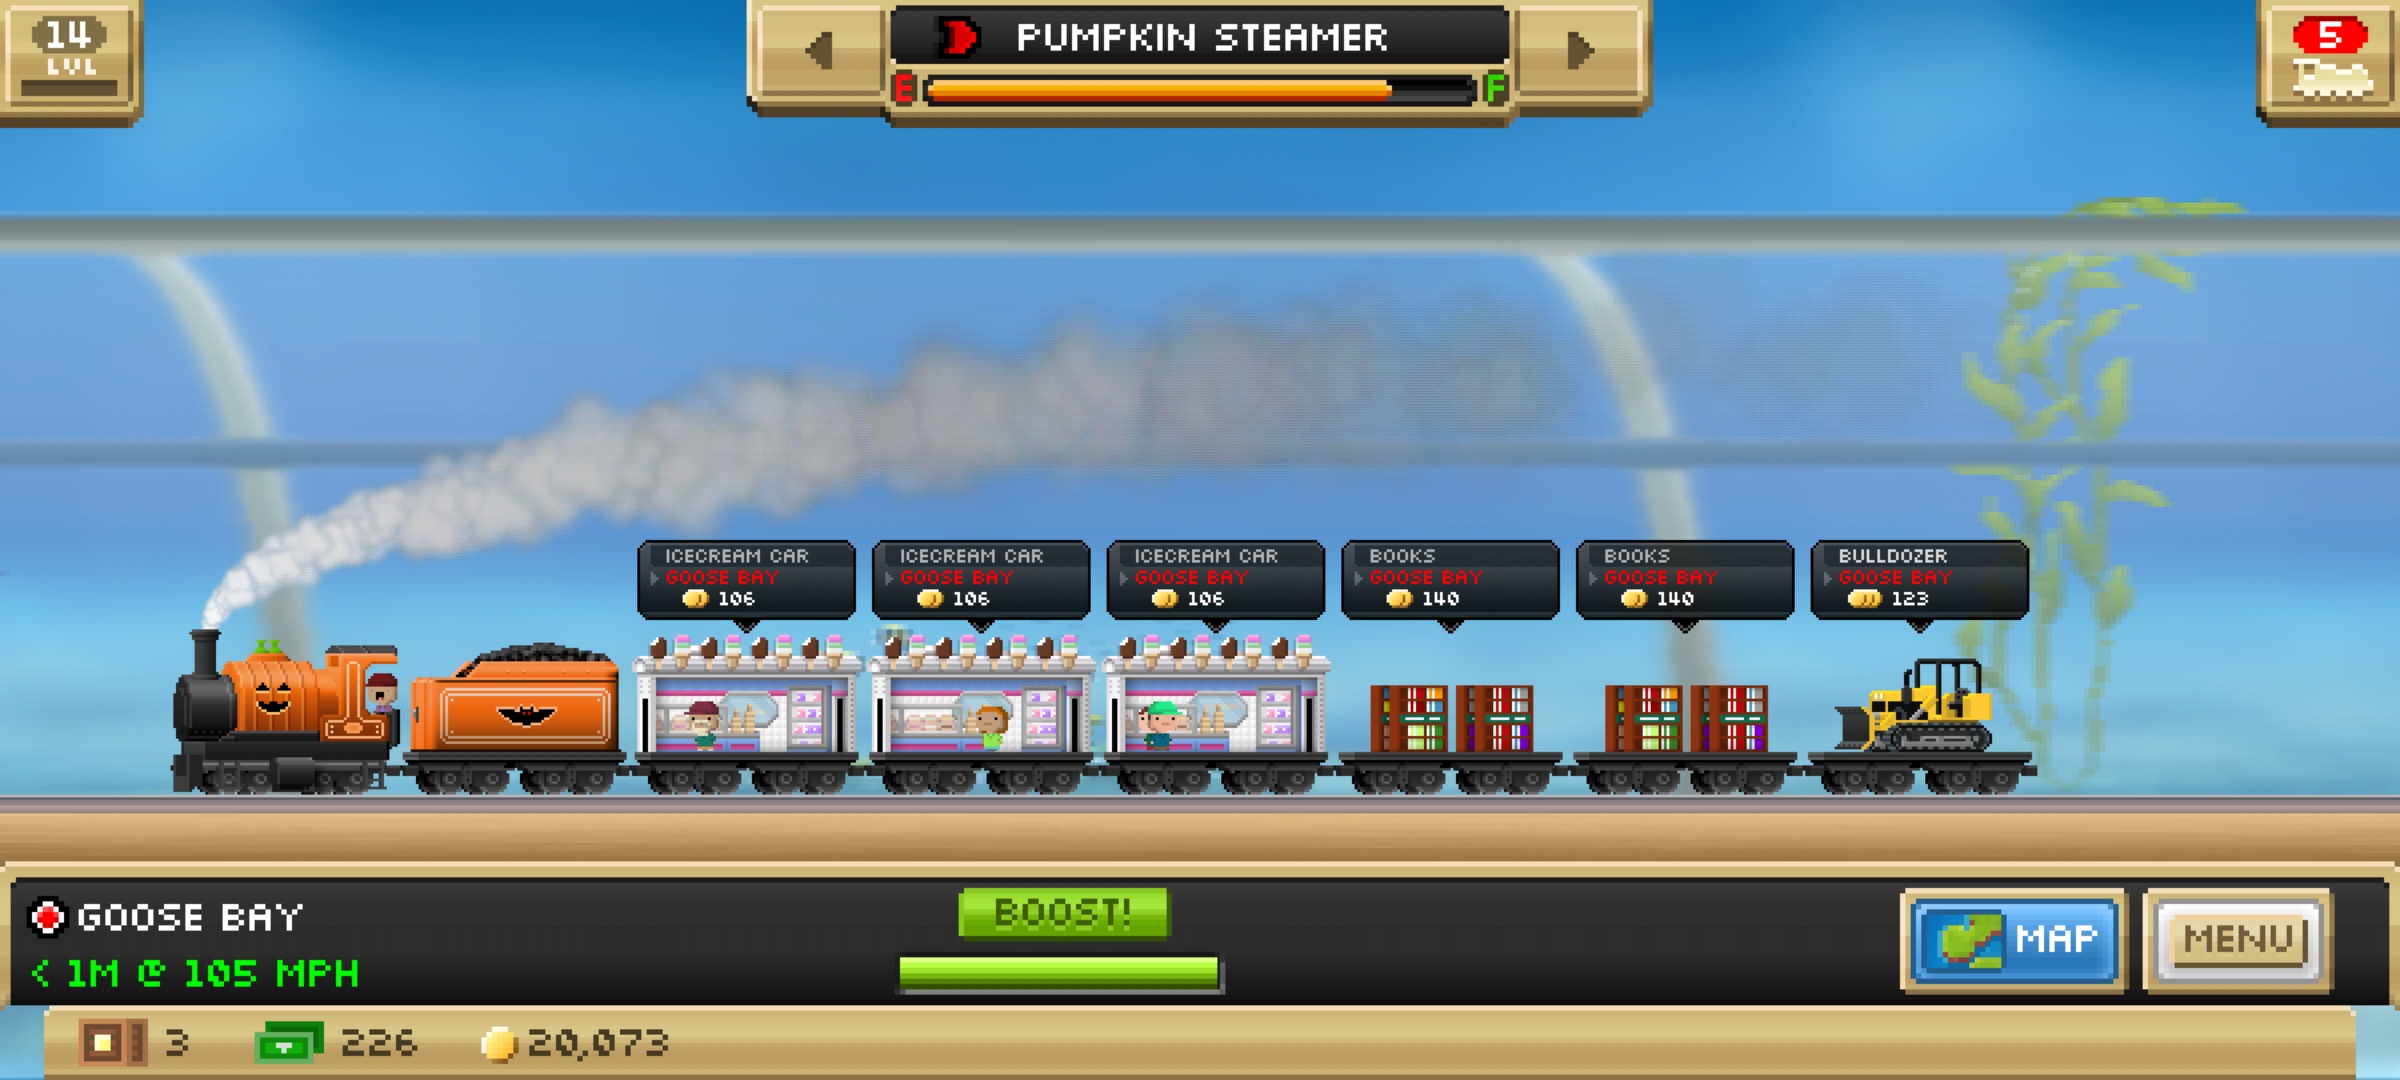 14
LVL
PUMPKIN STEAMER
E F
5
ICECREAM CAR
GOOSE BAY
106
ICECREAM CAR
GOOSE BAY
106
ICECREAM CAR
GOOSE BAY
106
BOOKS
GOOSE BAY
140
BOOKS
GOOSE BAY
140
BULLDOZER
GOOSE BAY
123
GOOSE BAY
< 1M @ 105 MPH
BOOST!
MAP
MENU
3
226
20,073